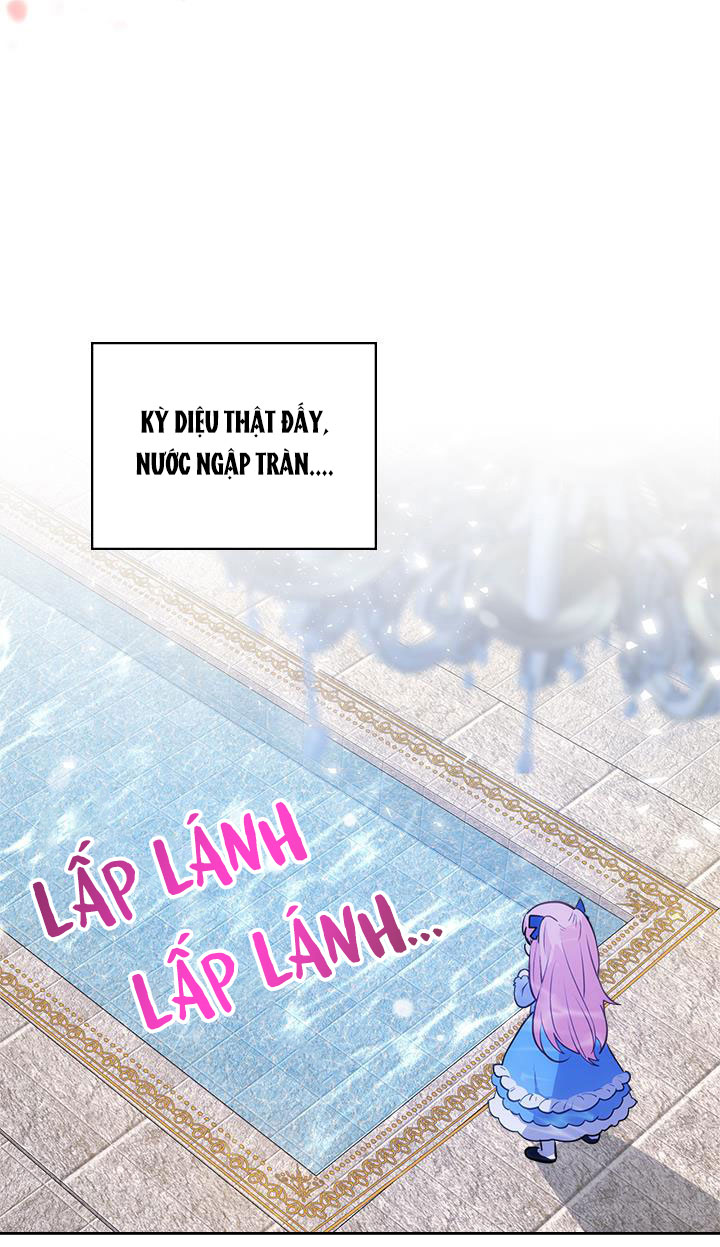 KỲ DIỆU THẬT ĐẤY,
NƯỚC NGẬP TRÀN....
LẤP LÁNH
LẤP LÁNH...